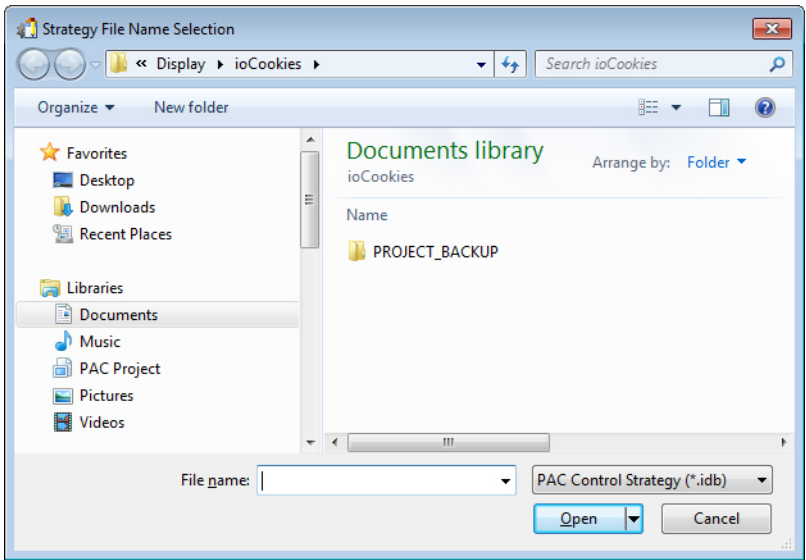 Strategy File Name Selection
« Display ioCookies
Search ioCookies
Organize New folder
Favorites
Desktop
Downloads
Recent Places
Libraries
Documents
Music
PAC Project
Pictures
Videos
Documents library
ioCookies
Arrange by: Folder
Name
PROJECT_BACKUP
File name:
PAC Control Strategy (*.idb)
Open Cancel